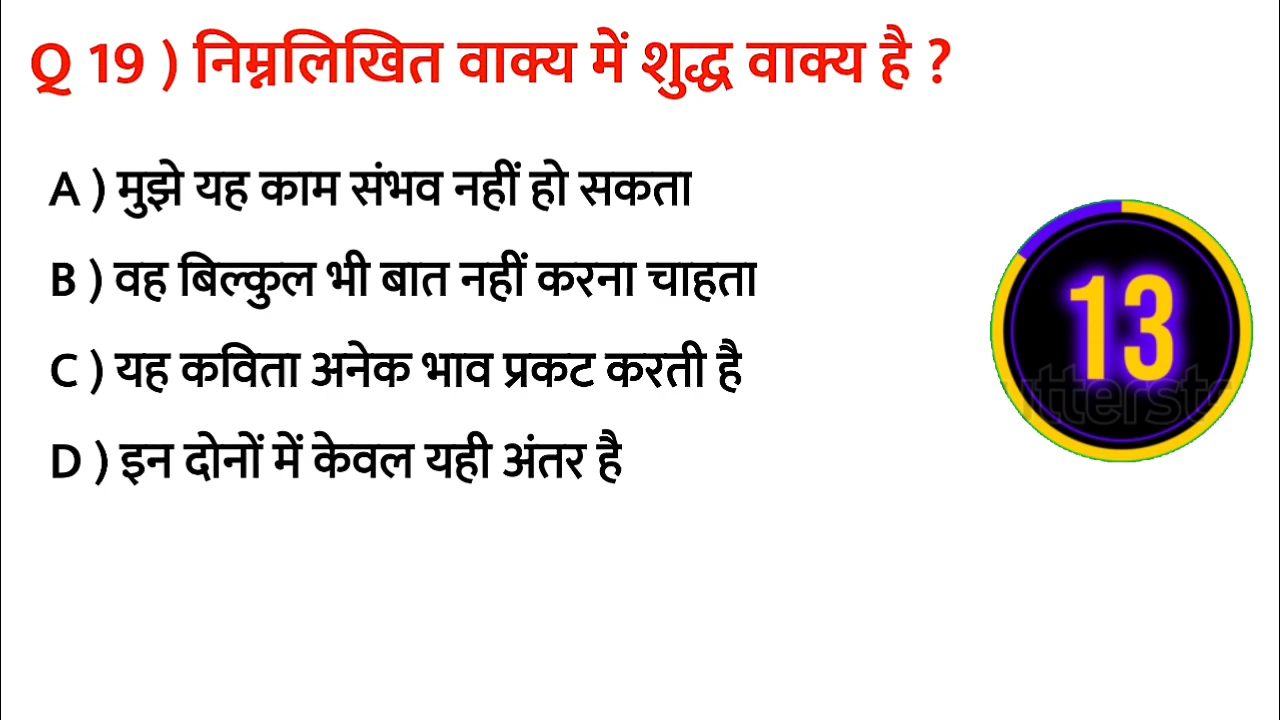 Q 19 ) निम्नलिखित वाक्य में शुद्ध वाक्य है ?
A ) मुझे यह काम संभव नहीं हो सकता
B ) वह बिल्कुल भी बात नहीं करना चाहता
C ) यह कविता अनेक भाव प्रकट करती है
D ) इन दोनों में केवल यही अंतर है
13